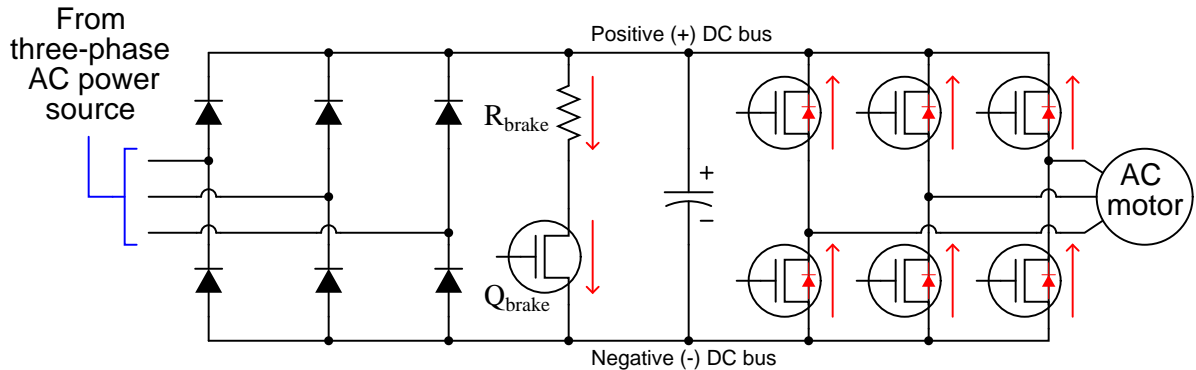 From
three-phase
AC power
source
Positive (+) DC bus
Rbrake
Qbrake
+
−
AC
motor
Negative (-) DC bus